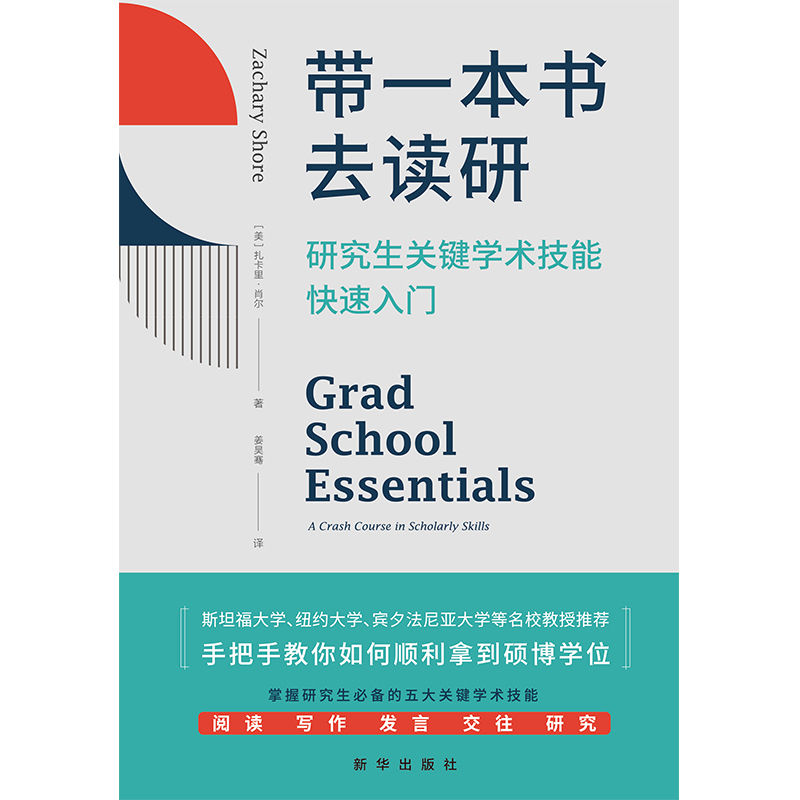 带一本书
去读研
研究生关键学术技能
快速入门
Zachary Shore
［美］扎卡里·肖尔 著
姜昊骞 译
Grad
School
Essentials
A Crash Course in Scholarly Skills
斯坦福大学、纽约大学、宾夕法尼亚大学等名校教授推荐
手把手教你如何顺利拿到硕博学位
掌握研究生必备的五大关键学术技能
阅读 写作 发言 交往 研究
新华出版社